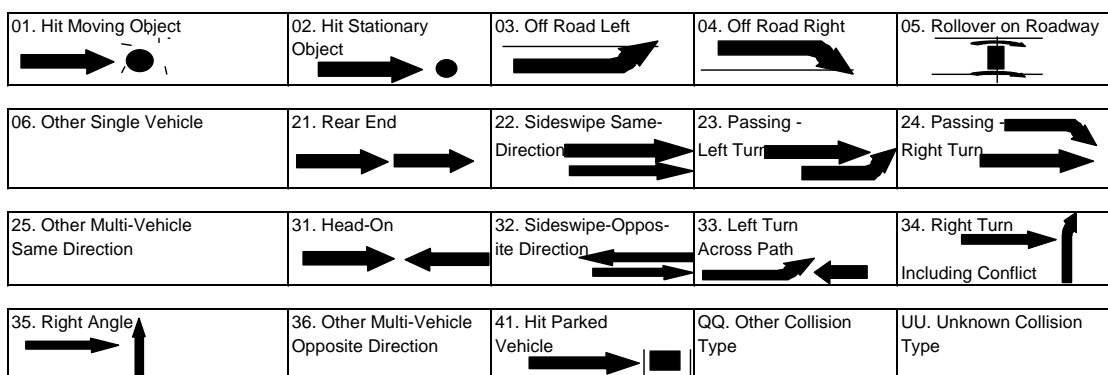 01. Hit Moving Object
02. Hit Stationary
Object
03. Off Road Left
04. Off Road Right
05. Rollover on Roadway
06. Other Single Vehicle
21. Rear End
22. Sideswipe Same-
Direction
23. Passing -
Left Turn
24. Passing -
Right Turn
25. Other Multi-Vehicle
Same Direction
31. Head-On
32. Sideswipe-Oppos-
ite Direction
33. Left Turn
Across Path
34. Right Turn
Including Conflict
35. Right Angle
36. Other Multi-Vehicle
Opposite Direction
41. Hit Parked
Vehicle
QQ. Other Collision
Type
UU. Unknown Collision
Type